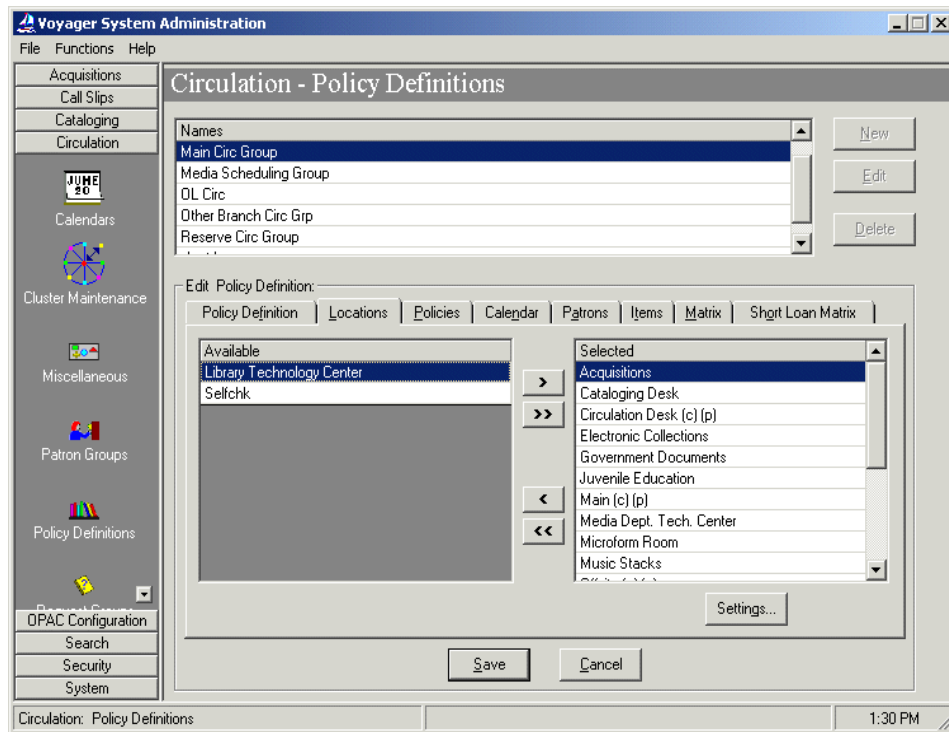 Voyager System Administration
File Functions Help
Acquisitions
Call Slips
Cataloging
Circulation
JUNE
20
Calendars
Cluster Maintenance
Miscellaneous
Patron Groups
Policy Definitions
OPAC Configuration
Search
Security
System
Circulation - Policy Definitions
Names
Main Circ Group
Media Scheduling Group
OL Circ
Other Branch Circ Grp
Reserve Circ Group
New
Edit
Delete
Edit Policy Definition:
Policy Definition Locations Policies Calendar Patrons Items Matrix Short Loan Matrix
Available
Library Technology Center
Selfchk
>
>>
<
<<
Selected
Acquisitions
Cataloging Desk
Circulation Desk (c) (p)
Electronic Collections
Government Documents
Juvenile Education
Main (c) (p)
Media Dept. Tech. Center
Microform Room
Music Stacks
Settings...
Save Cancel
Circulation: Policy Definitions
1:30 PM